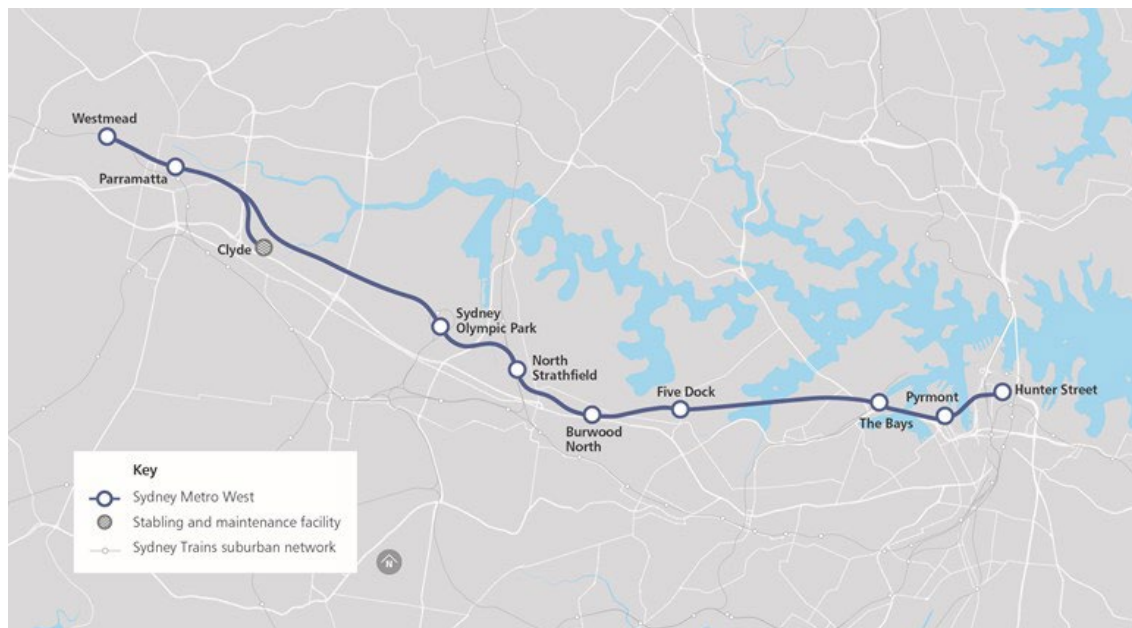 Westmead
Parramatta
Clyde
Sydney
Olympic Park
North
Strathfield
Burwood
North
Five Dock
The Bays
Pyrmont
Hunter Street
Key
Sydney Metro West
Stabling and maintenance facility
Sydney Trains suburban network
N